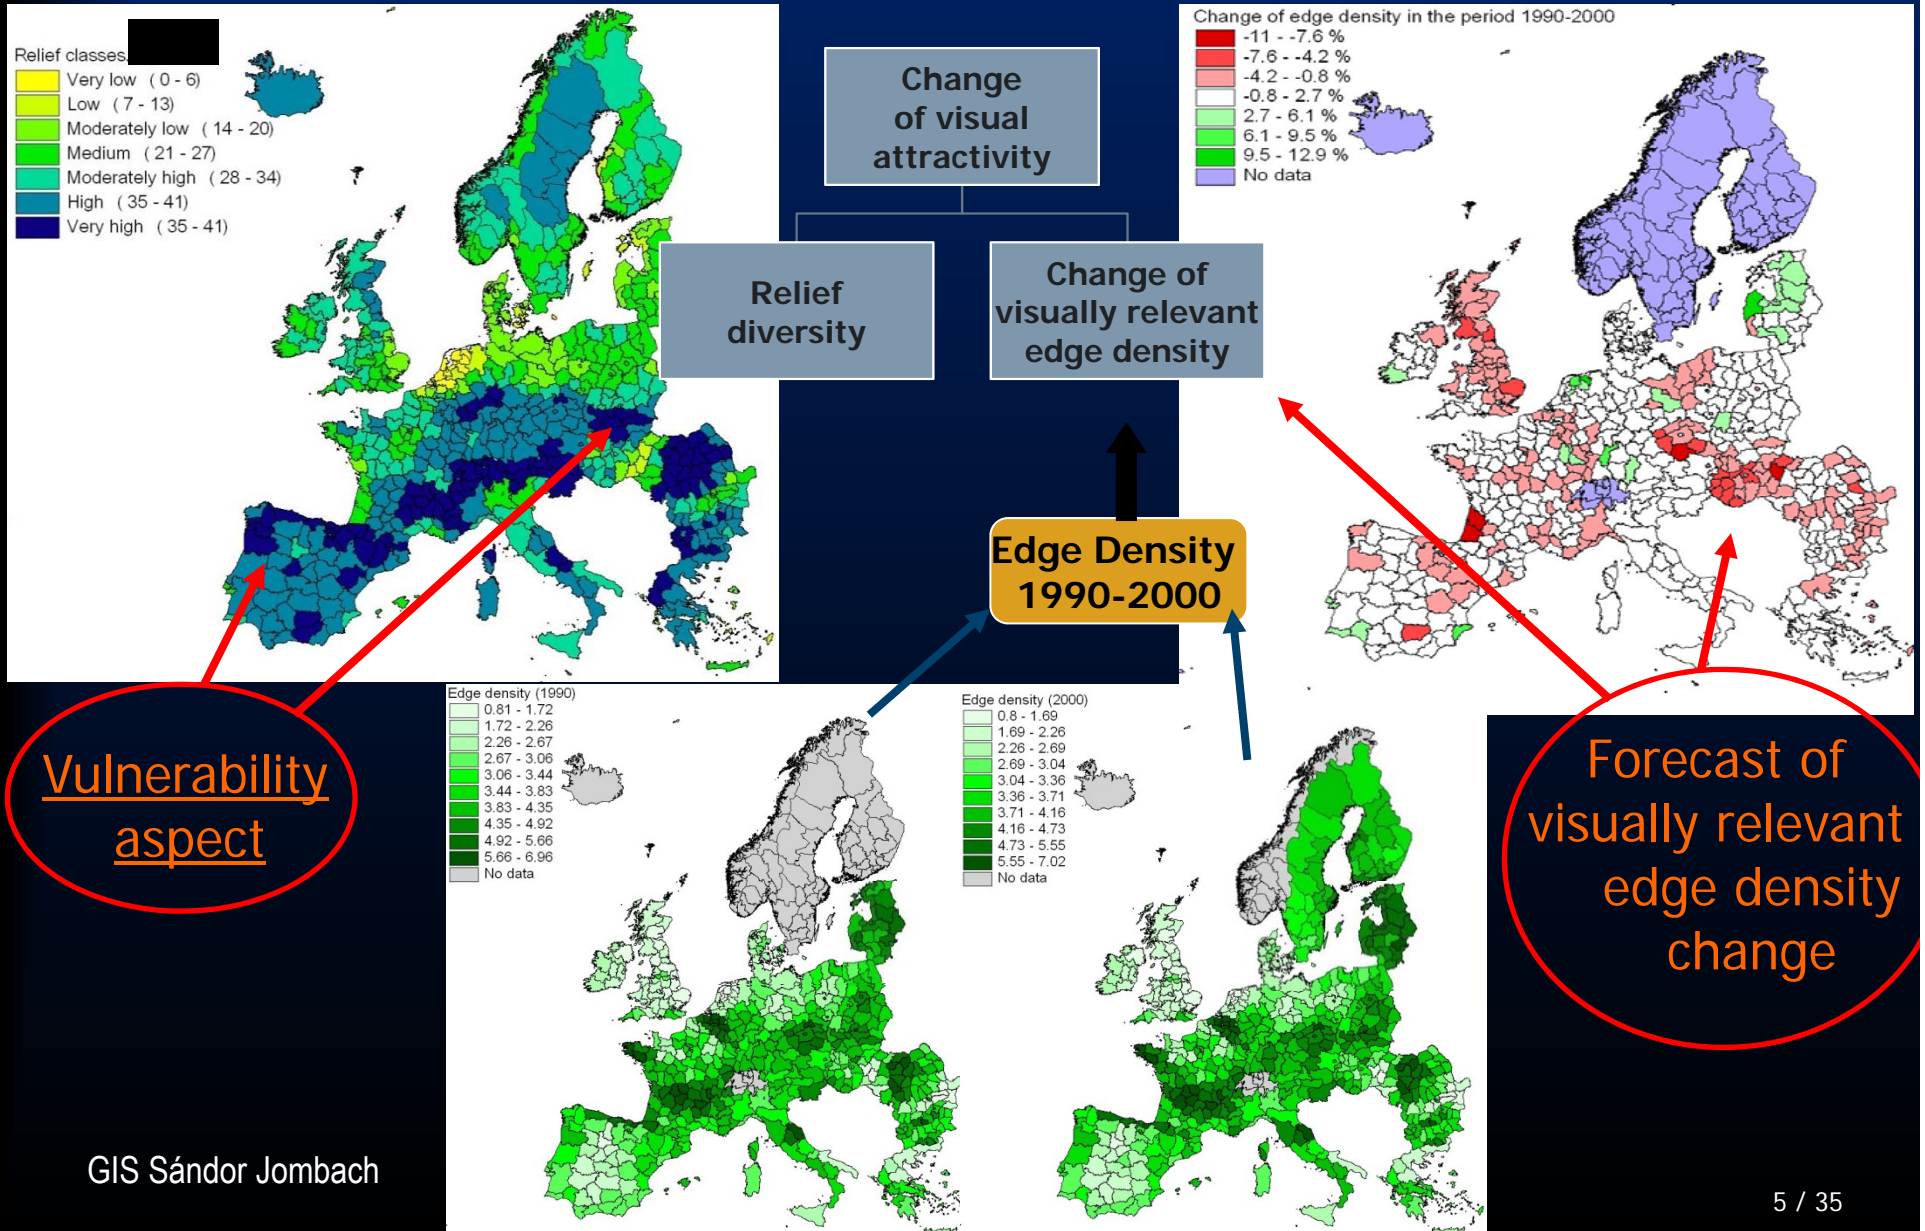 Relief classes
Very low ( 0 - 6)
Low ( 7 - 13)
Moderately low ( 14 - 20)
Medium ( 21 - 27)
Moderately high ( 28 - 34)
High ( 35 - 41)
Very high ( 35 - 41)
Change
of visual
attractivity
Relief
diversity
Change of
visually relevant
edge density
Change of edge density in the period 1990-2000
-11 - -7.6 %
-7.6 - -4.2 %
-4.2 - -0.8 %
-0.8 - 2.7 %
2.7 - 6.1 %
6.1 - 9.5 %
9.5 - 12.9 %
No data
Edge Density
1990-2000
Vulnerability
aspect
Edge density (1990)
0.81 - 1.72
1.72 - 2.26
2.26 - 2.67
2.67 - 3.06
3.06 - 3.44
3.44 - 3.83
3.83 - 4.35
4.35 - 4.92
4.92 - 5.66
5.66 - 6.96
No data
Edge density (2000)
0.8 - 1.69
1.69 - 2.26
2.26 - 2.69
2.69 - 3.04
3.04 - 3.36
3.36 - 3.71
3.71 - 4.16
4.16 - 4.73
4.73 - 5.55
5.55 - 7.02
No data
Forecast of
visually relevant
edge density
change
GIS Sándor Jombach
5 / 35